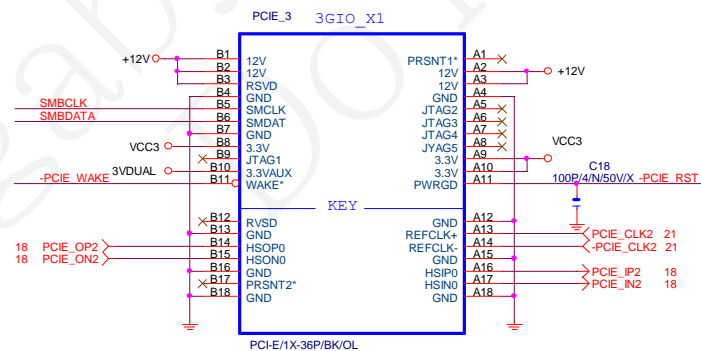 PCIE_3 3GIO_X1
+12V B1 12V PRSNT1* A1
B2 12V 12V A2 +12V
B3 RSVD 12V A3
B4 GND GND A4
SMBCLK B5 SMCLK JTAG2 A5
SMBDATA B6 SMDAT JTAG3 A6
B7 GND JTAG4 A7
VCC3 B8 3.3V JYAG5 A8 VCC3
B9 JTAG1 3.3V A9
3VDUAL B10 3.3VAUX 3.3V A10 C18
-PCIE_WAKE B11 WAKE* PWRGD A11 100P/4/N/50V/X -PCIE_RST
KEY
B12 RVSD GND A12
B13 GND REFCLK+ A13 PCIE_CLK2 21
18 PCIE_OP2 B14 HSOP0 REFCLK- A14 -PCIE_CLK2 21
18 PCIE_ON2 B15 HSON0 GND A15
B16 GND HSIP0 A16 PCIE_IP2 18
B17 PRSNT2* HSIN0 A17 PCIE_IN2 18
B18 GND GND A18
PCI-E/1X-36P/BK/OL